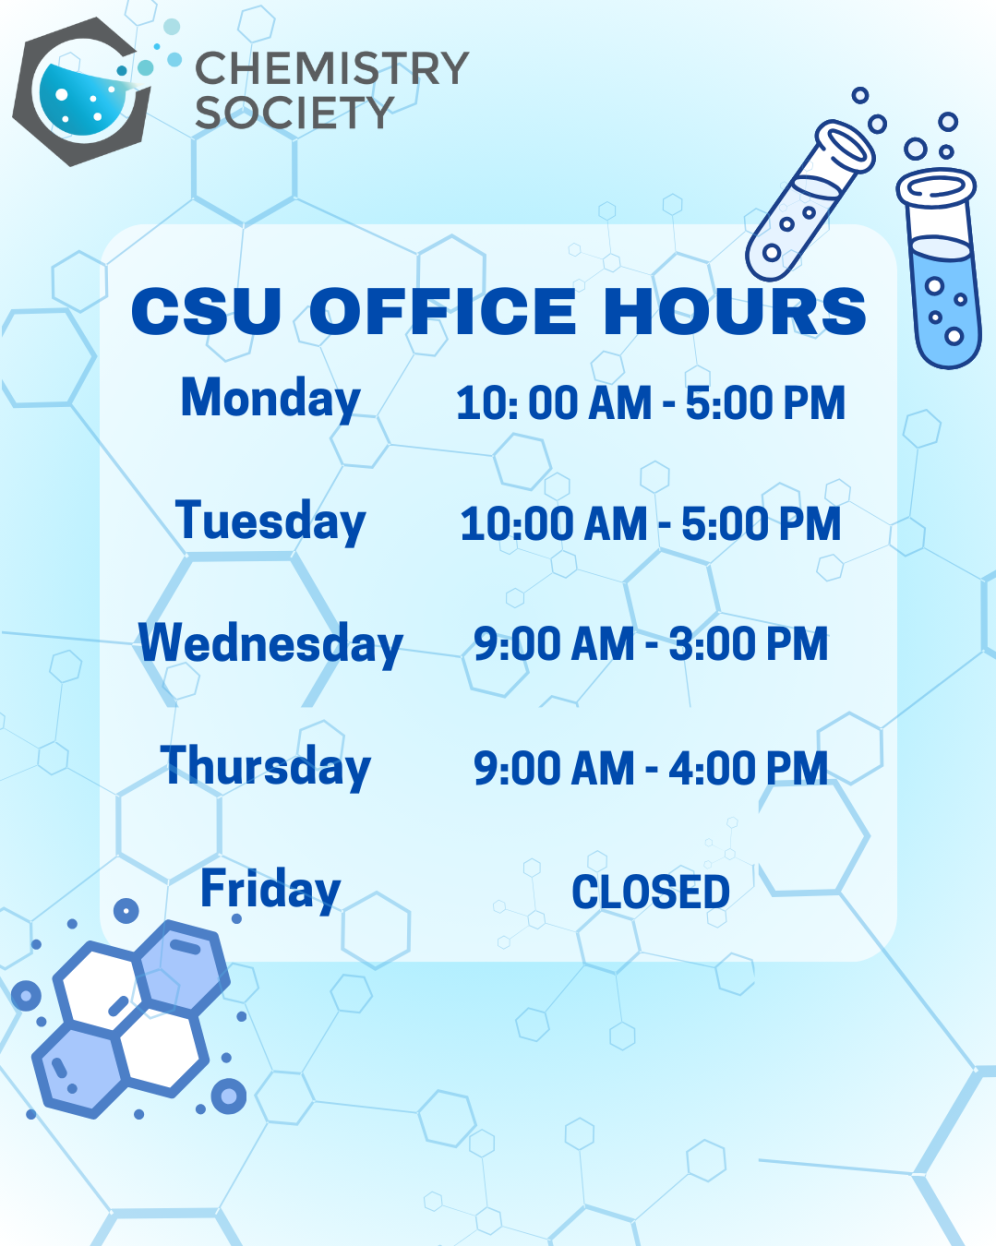 CHEMISTRY
SOCIETY
CSU OFFICE HOURS
Monday 10: 00 AM - 5:00 PM
Tuesday 10:00 AM - 5:00 PM
Wednesday 9:00 AM - 3:00 PM
Thursday 9:00 AM - 4:00 PM
Friday CLOSED